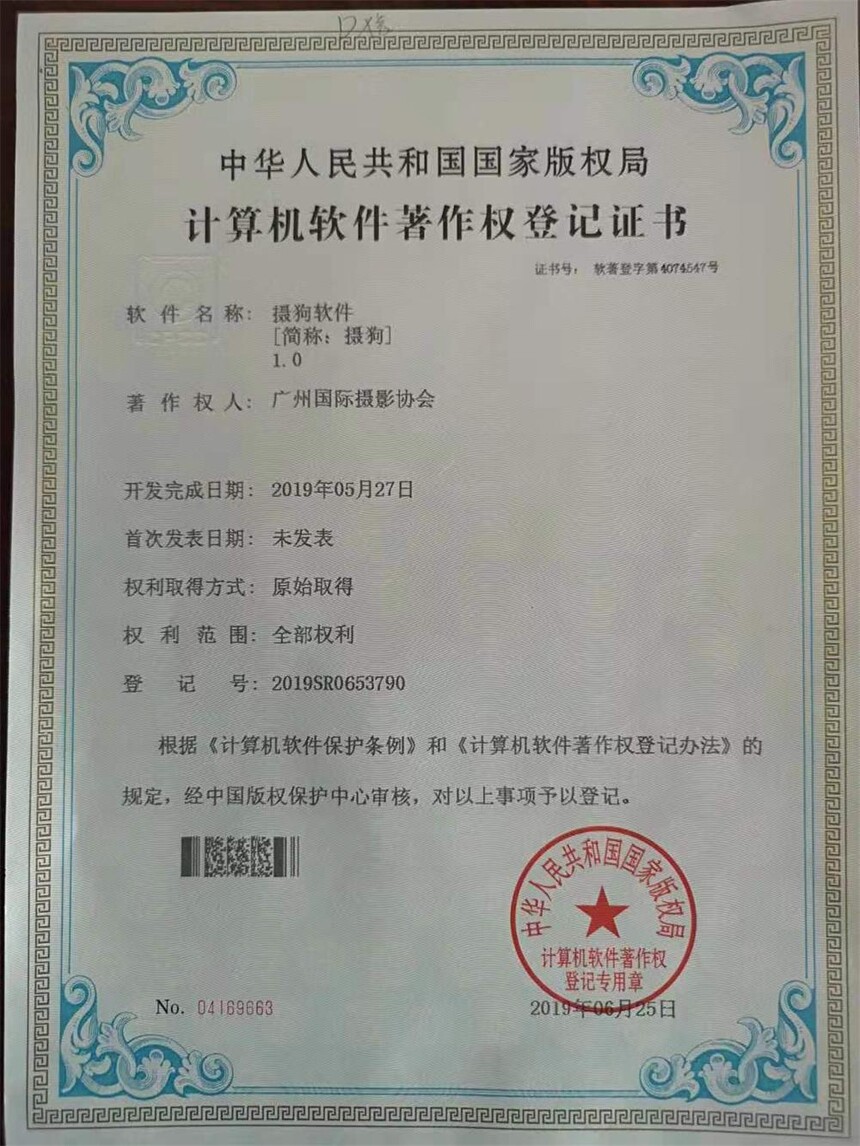 中华人民共和国国家版权局
计算机软件著作权登记证书
证书号： 软著登字第4074547号
软件名称： 摄狗软件
[简称：摄狗]
1.0
著作权人： 广州国际摄影协会
开发完成日期： 2019年05月27日
首次发表日期： 未发表
权利取得方式： 原始取得
权利范围： 全部权利
登记号： 2019SR0653790
根据《计算机软件保护条例》和《计算机软件著作权登记办法》的
规定，经中国版权保护中心审核，对以上事项予以登记。
中华人民共和国国家版权局
计算机软件著作权
登记专用章
No. 04169663
2019年06月25日